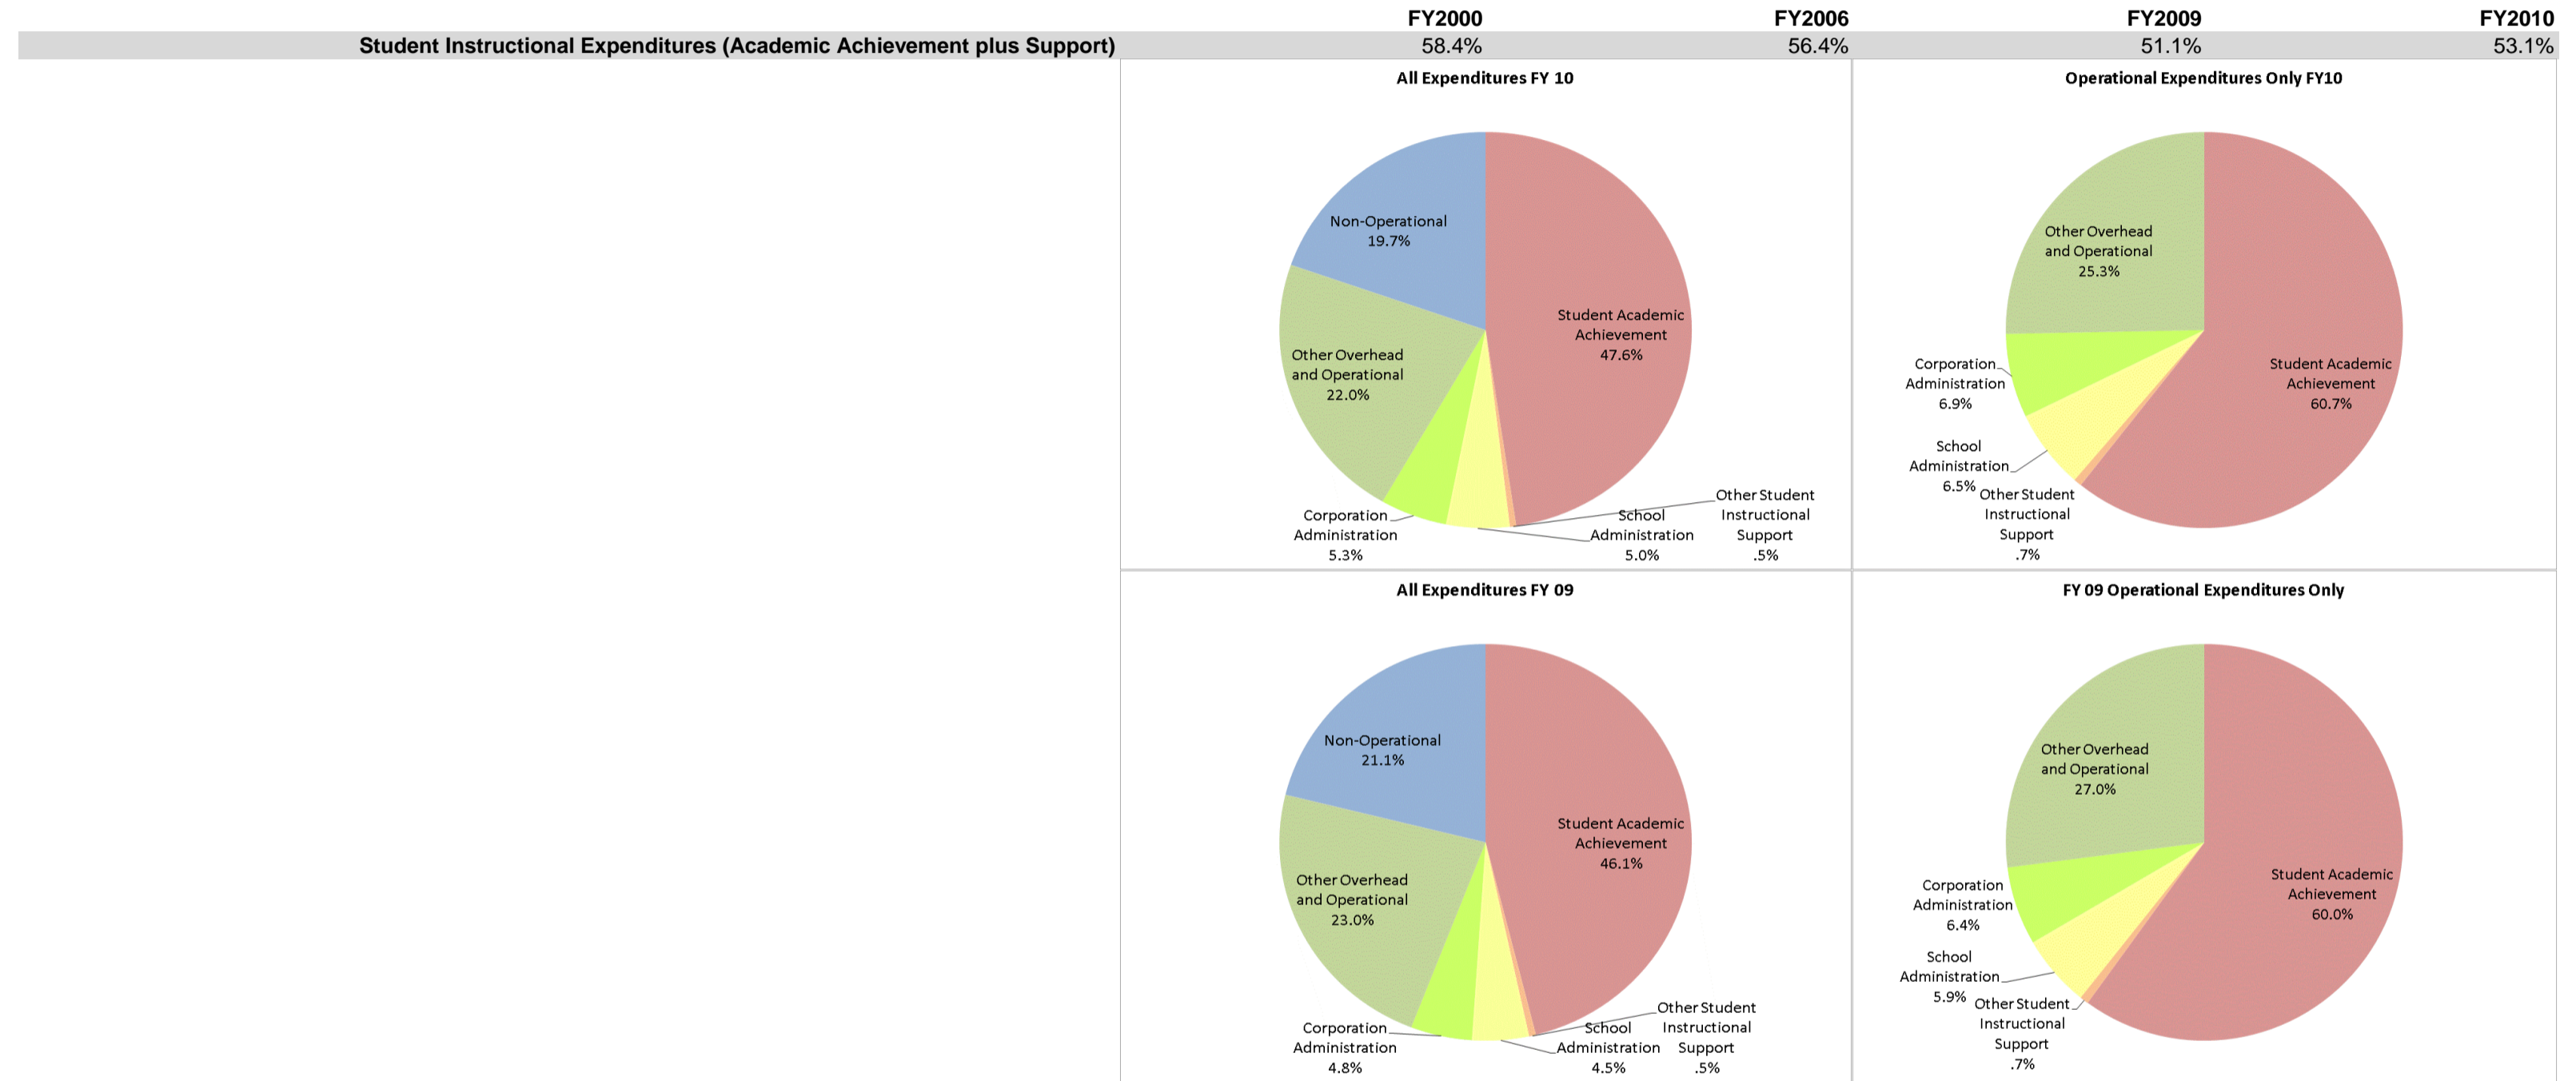 FY2000 FY2006 FY2009 FY2010
Student Instructional Expenditures (Academic Achievement plus Support) 58.4% 56.4% 51.1% 53.1%
All Expenditures FY 10
Non-Operational
19.7%
Student Academic
Achievement
47.6%
Other Overhead
and Operational
22.0%
Corporation
Administration
5.3%
School
Administration
5.0%
Other Student
Instructional
Support
.5%
Operational Expenditures Only FY10
Other Overhead
and Operational
25.3%
Student Academic
Achievement
60.7%
Corporation
Administration
6.9%
School
Administration
6.5%
Other Student
Instructional
Support
.7%
All Expenditures FY 09
Non-Operational
21.1%
Student Academic
Achievement
46.1%
Other Overhead
and Operational
23.0%
Corporation
Administration
4.8%
School
Administration
4.5%
Other Student
Instructional
Support
.5%
FY 09 Operational Expenditures Only
Other Overhead
and Operational
27.0%
Student Academic
Achievement
60.0%
Corporation
Administration
6.4%
School
Administration
5.9%
Other Student
Instructional
Support
.7%